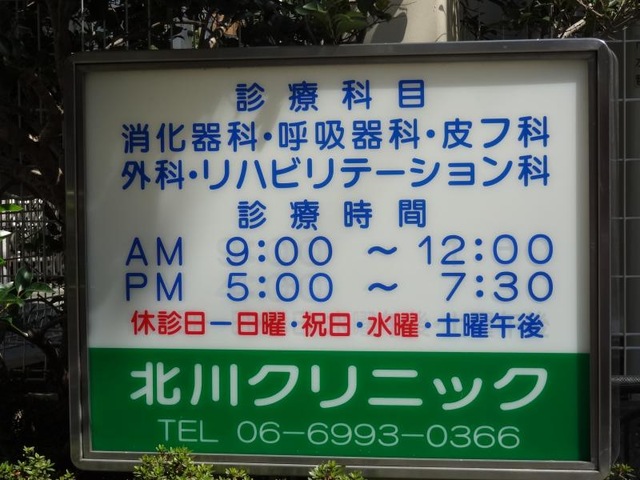 診療科目
消化器科・呼吸器科・皮フ科
外科・リハビリテーション科
診療時間
AM 9:00 ～ 12:00
PM 5:00 ～ 7:30
休診日ー日曜・祝日・水曜・土曜午後
北川クリニック
TEL 06-6993-0366